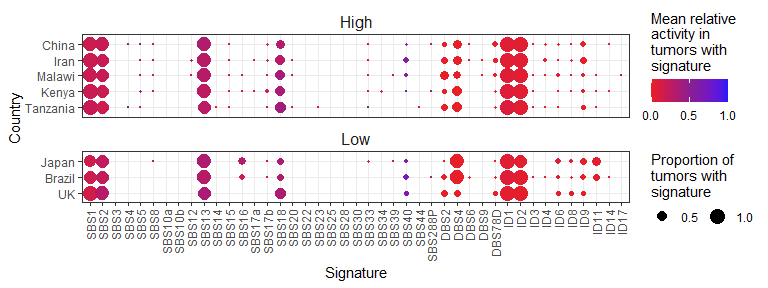 High
China
Iran
Malawi
Kenya
Tanzania
Country
Low
Japan
Brazil
UK
SBS1 SBS2 SBS3 SBS4 SBS5 SBS8 SBS10a SBS10b SBS12 SBS13 SBS14 SBS15 SBS16 SBS17a SBS17b SBS18 SBS20 SBS22 SBS23 SBS25 SBS28 SBS30 SBS33 SBS34 SBS39 SBS40 SBS44 SBS288P DBS2 DBS4 DBS6 DBS9 DBS78D ID1 ID2 ID3 ID4 ID6 ID8 ID9 ID11 ID14 ID17
Signature
Mean relative
activity in
tumors with
signature
0.0 0.5 1.0
Proportion of
tumors with
signature
0.5 1.0